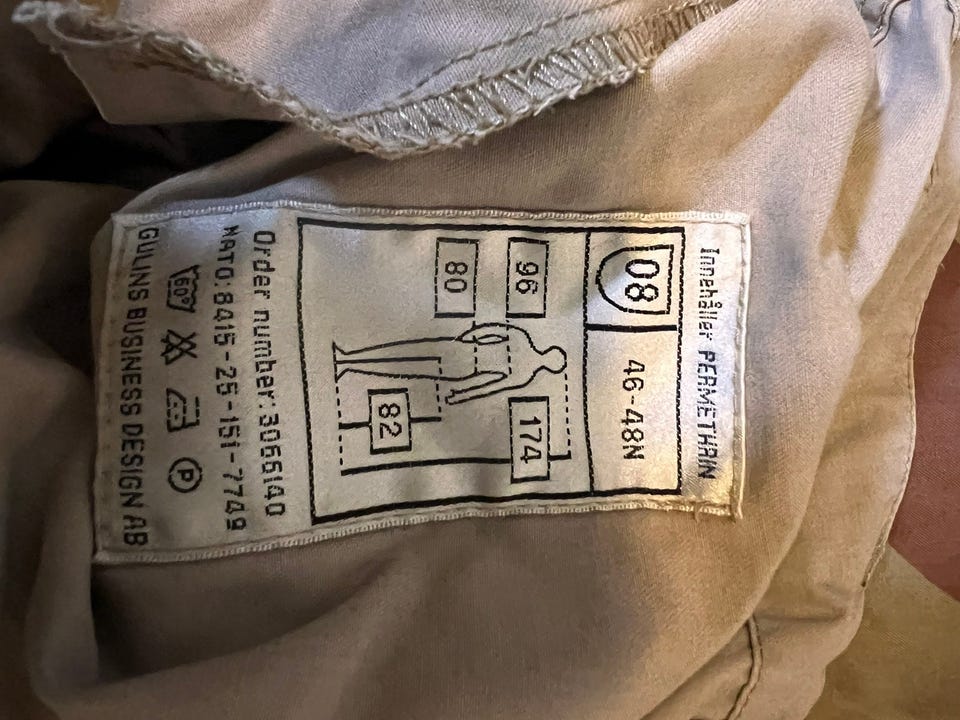 Innehåller PERMETHRIN
08
46-48N
96
80
174
82
Order number:3066140
NATO:8415-25-151-7749
60°
P
GULINS BUSINESS DESIGN AB